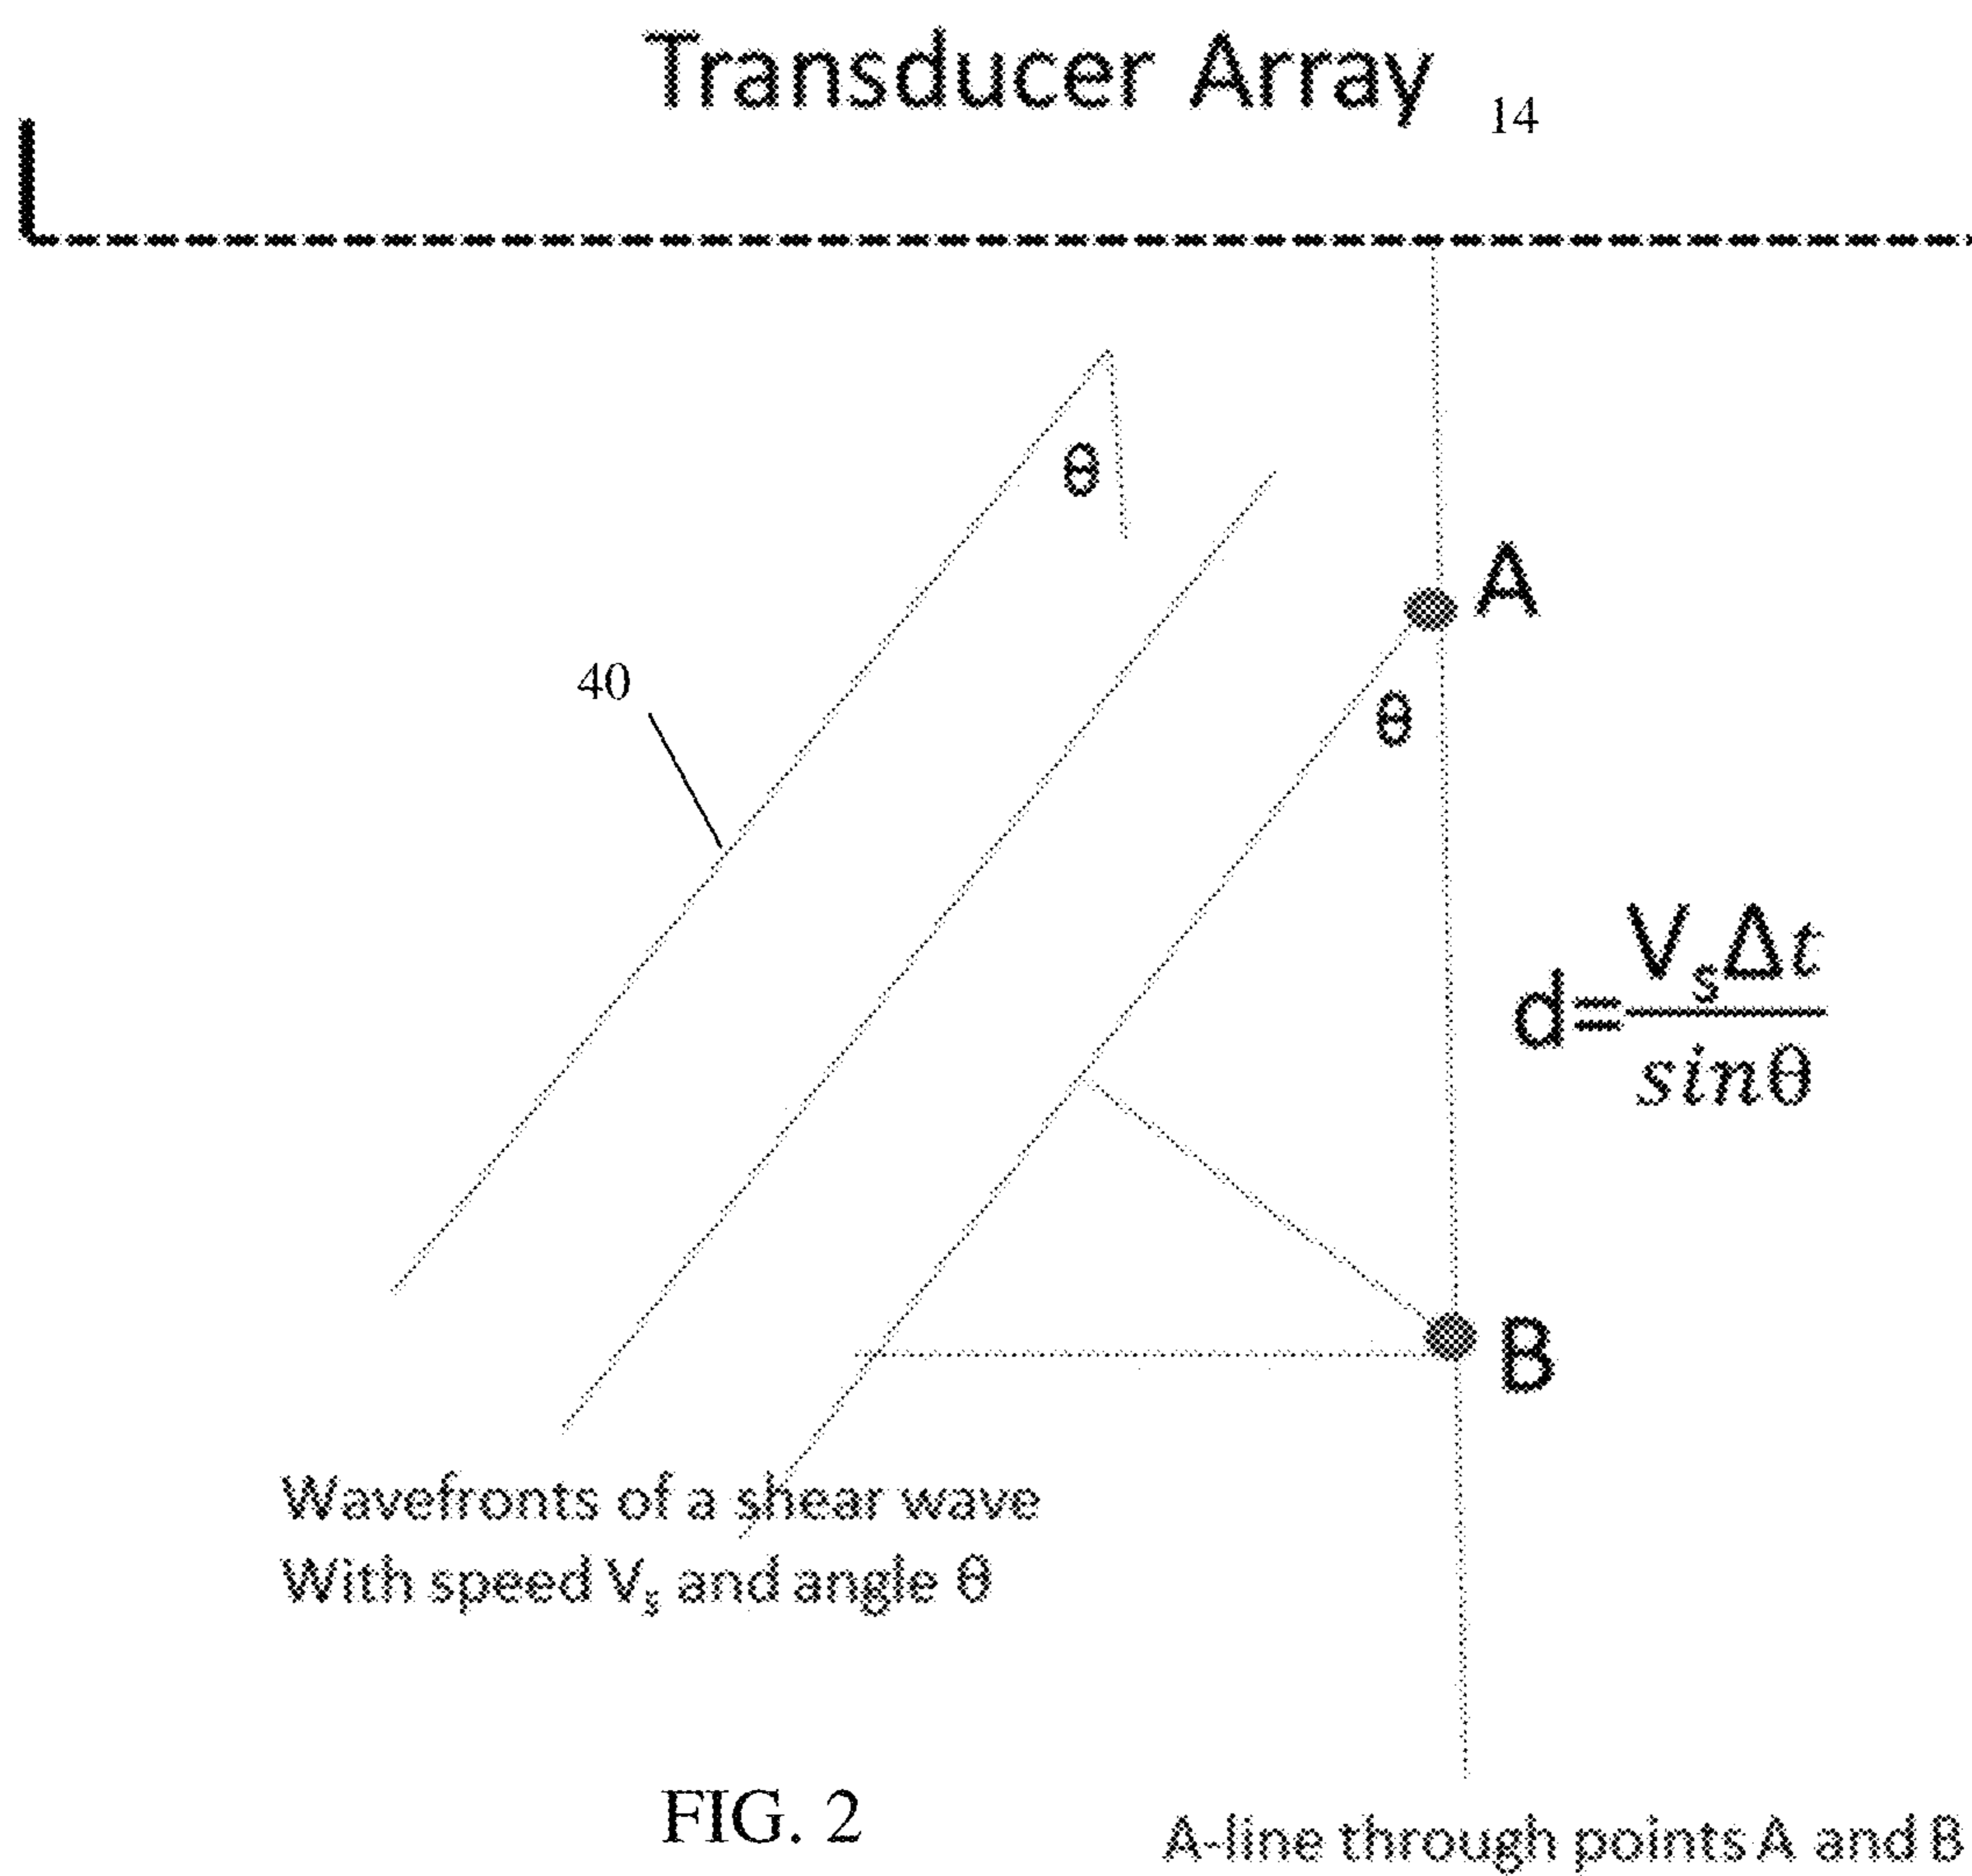 Transducer Array
14
θ
A
40
θ
d=VₛΔt/sinθ
B
Wavefronts of a shear wave
With speed Vₛ and angle θ
FIG. 2
A-line through points A and B